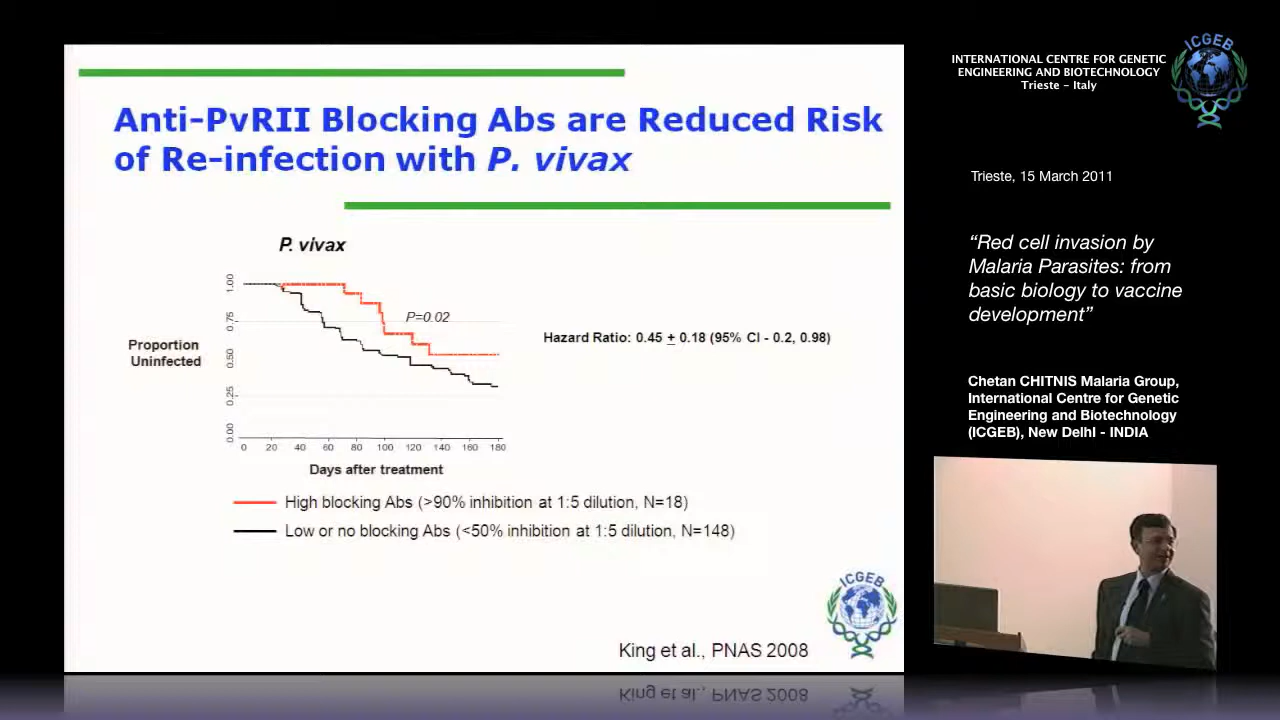 Anti-PvRII Blocking Abs are Reduced Risk
of Re-infection with P. vivax
P. vivax
1.00
0.75
0.50
0.25
0.00
P=0.02
Proportion
Uninfected
0 20 40 60 80 100 120 140 160 180
Days after treatment
Hazard Ratio: 0.45 ± 0.18 (95% CI - 0.2, 0.98)
High blocking Abs (>90% inhibition at 1:5 dilution, N=18)
Low or no blocking Abs (<50% inhibition at 1:5 dilution, N=148)
ICGEB
King et al., PNAS 2008
INTERNATIONAL CENTRE FOR GENETIC
ENGINEERING AND BIOTECHNOLOGY
Trieste - Italy
ICGEB
Trieste, 15 March 2011
“Red cell invasion by
Malaria Parasites: from
basic biology to vaccine
development”
Chetan CHITNIS Malaria Group,
International Centre for Genetic
Engineering and Biotechnology
(ICGEB), New Delhi - INDIA